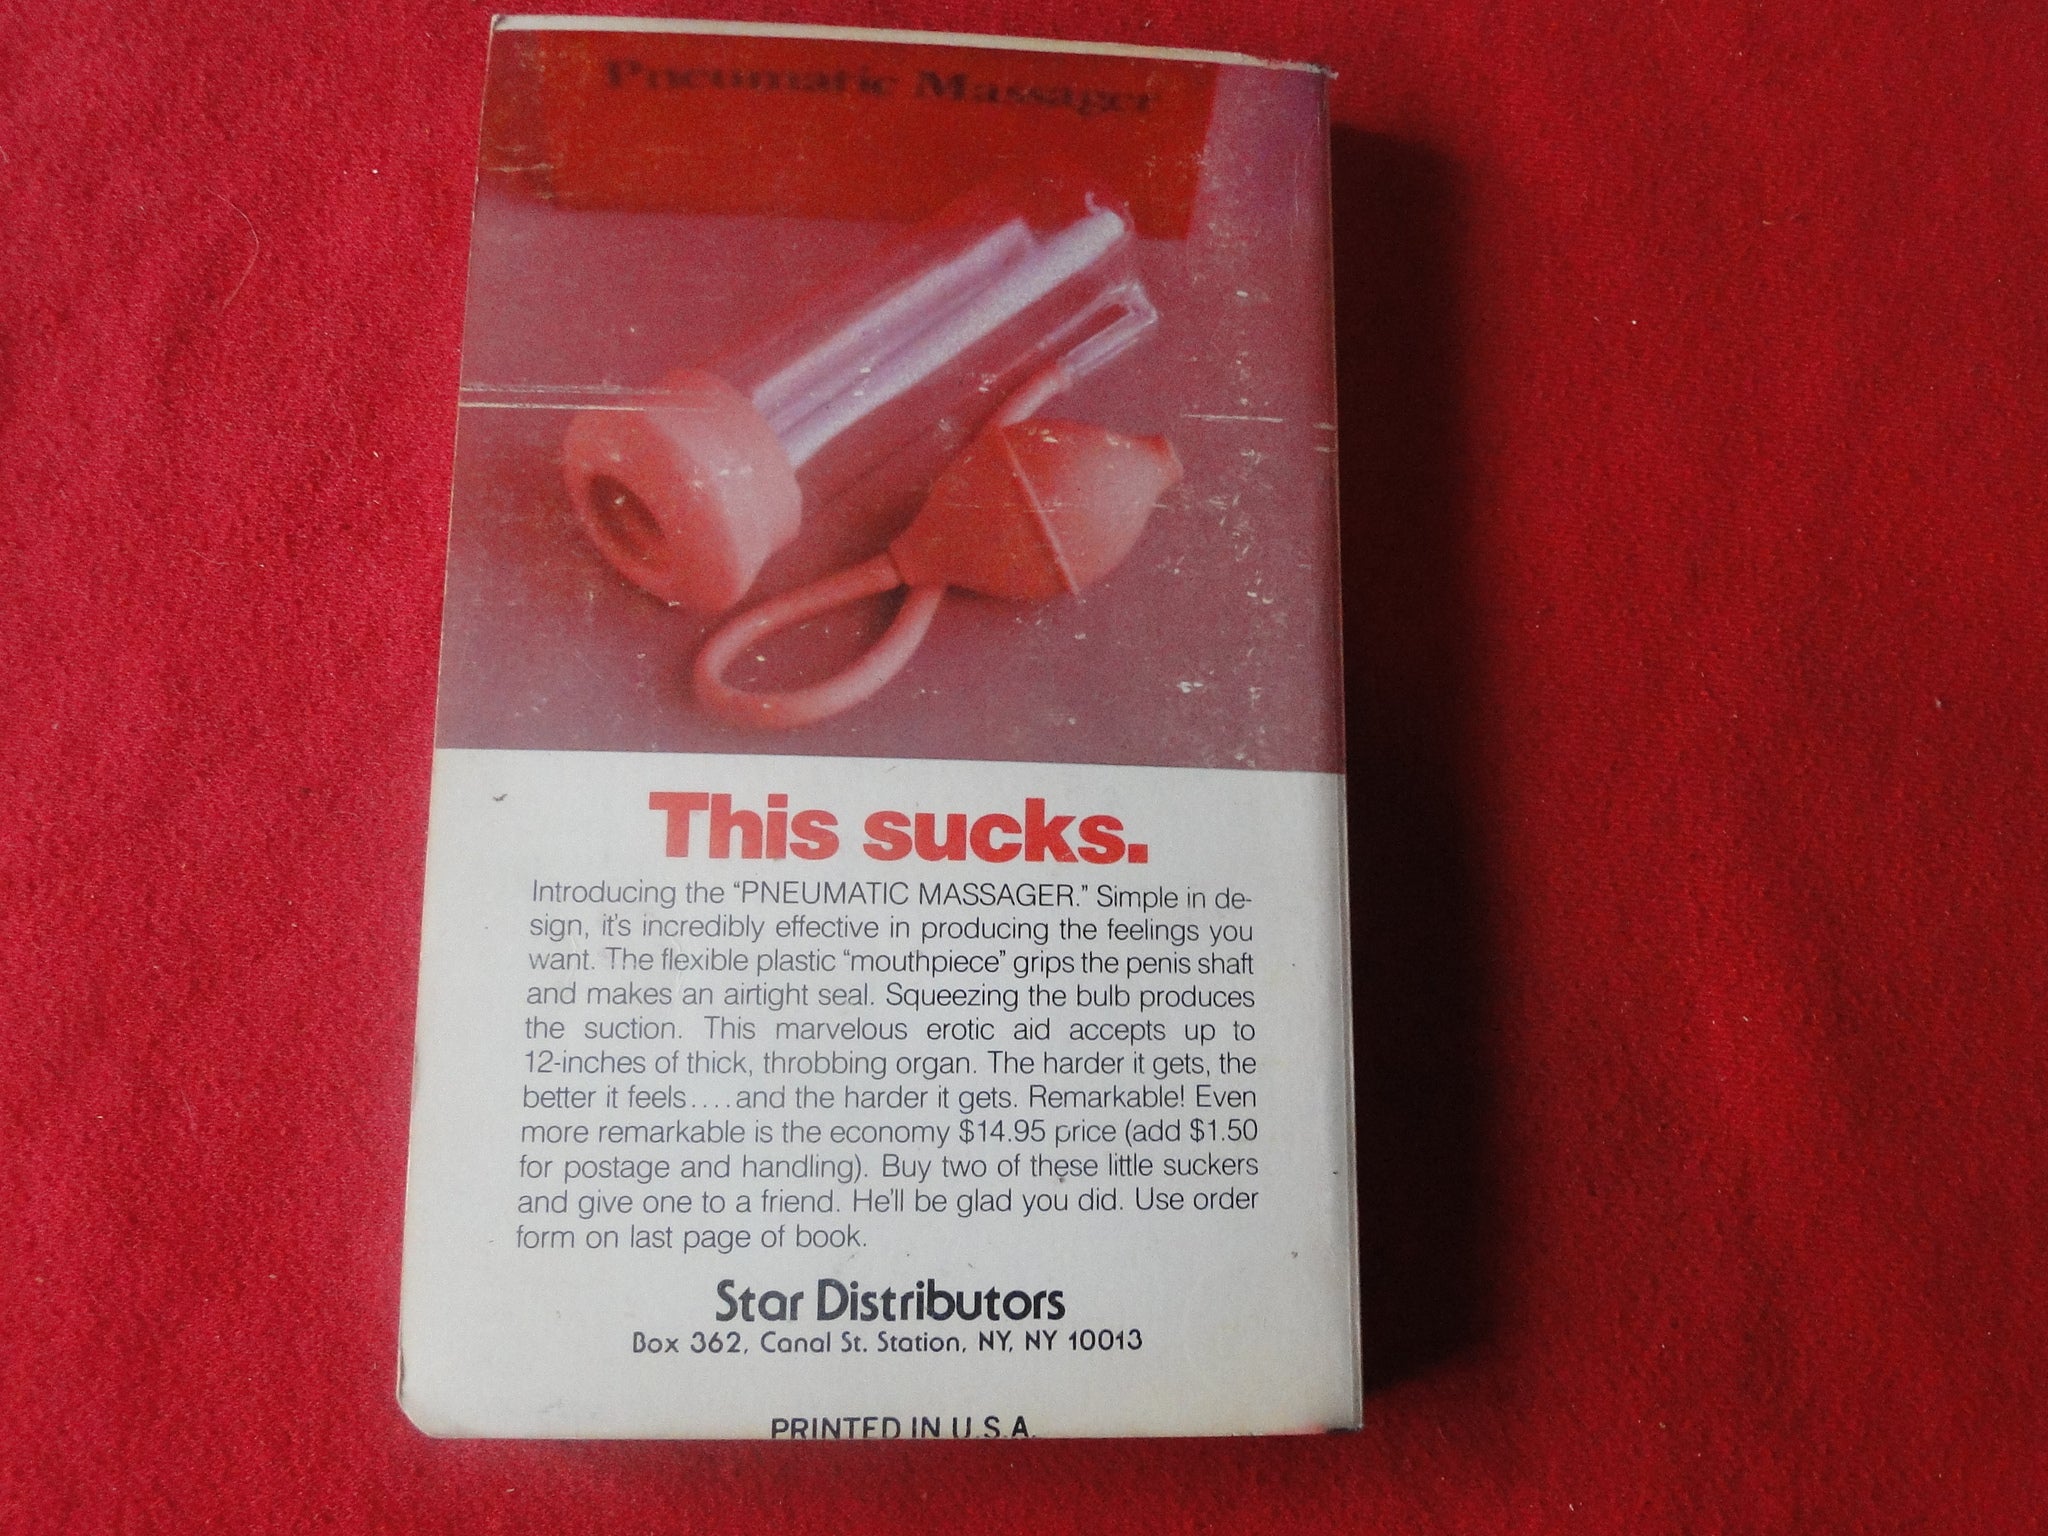 Pneumatic Massager
This sucks.
Introducing the “PNEUMATIC MASSAGER.” Simple in de-
sign, it's incredibly effective in producing the feelings you
want. The flexible plastic “mouthpiece” grips the penis shaft
and makes an airtight seal. Squeezing the bulb produces
the suction. This marvelous erotic aid accepts up to
12-inches of thick, throbbing organ. The harder it gets, the
better it feels....and the harder it gets. Remarkable! Even
more remarkable is the economy $14.95 price (add $1.50
for postage and handling). Buy two of these little suckers
and give one to a friend. He'll be glad you did. Use order
form on last page of book.
Star Distributors
Box 362, Canal St. Station, NY, NY 10013
PRINTED IN U.S.A.